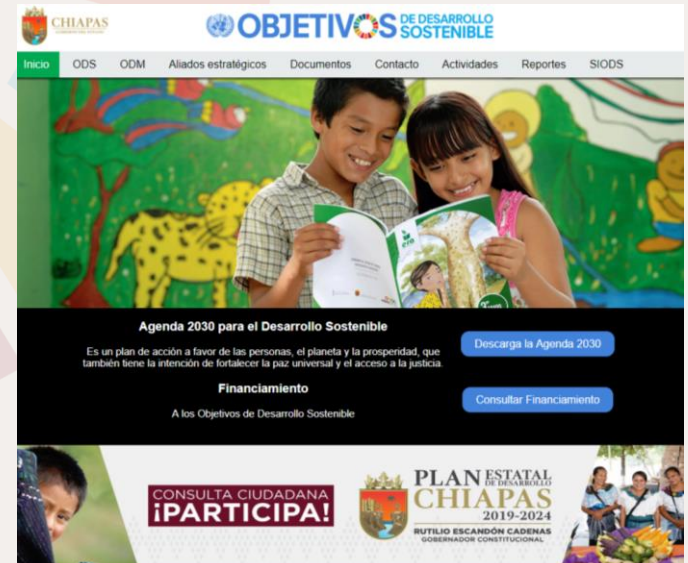 CHIAPAS
OBJETIVOS DE DESARROLLO SOSTENIBLE
Inicio ODS ODM Aliados estratégicos Documentos Contacto Actividades Reportes SIODS
Agenda 2030 para el Desarrollo Sostenible
Es un plan de acción a favor de las personas, el planeta y la prosperidad, que
también tiene la intención de fortalecer la paz universal y el acceso a la justicia.
Descarga la Agenda 2030
Financiamiento
A los Objetivos de Desarrollo Sostenible
Consultar Financiamiento
CONSULTA CIUDADANA
¡PARTICIPA!
PLAN ESTATAL
DE DESARROLLO
CHIAPAS
2019-2024
RUTILIO ESCANDÓN CADENAS
GOBERNADOR CONSTITUCIONAL